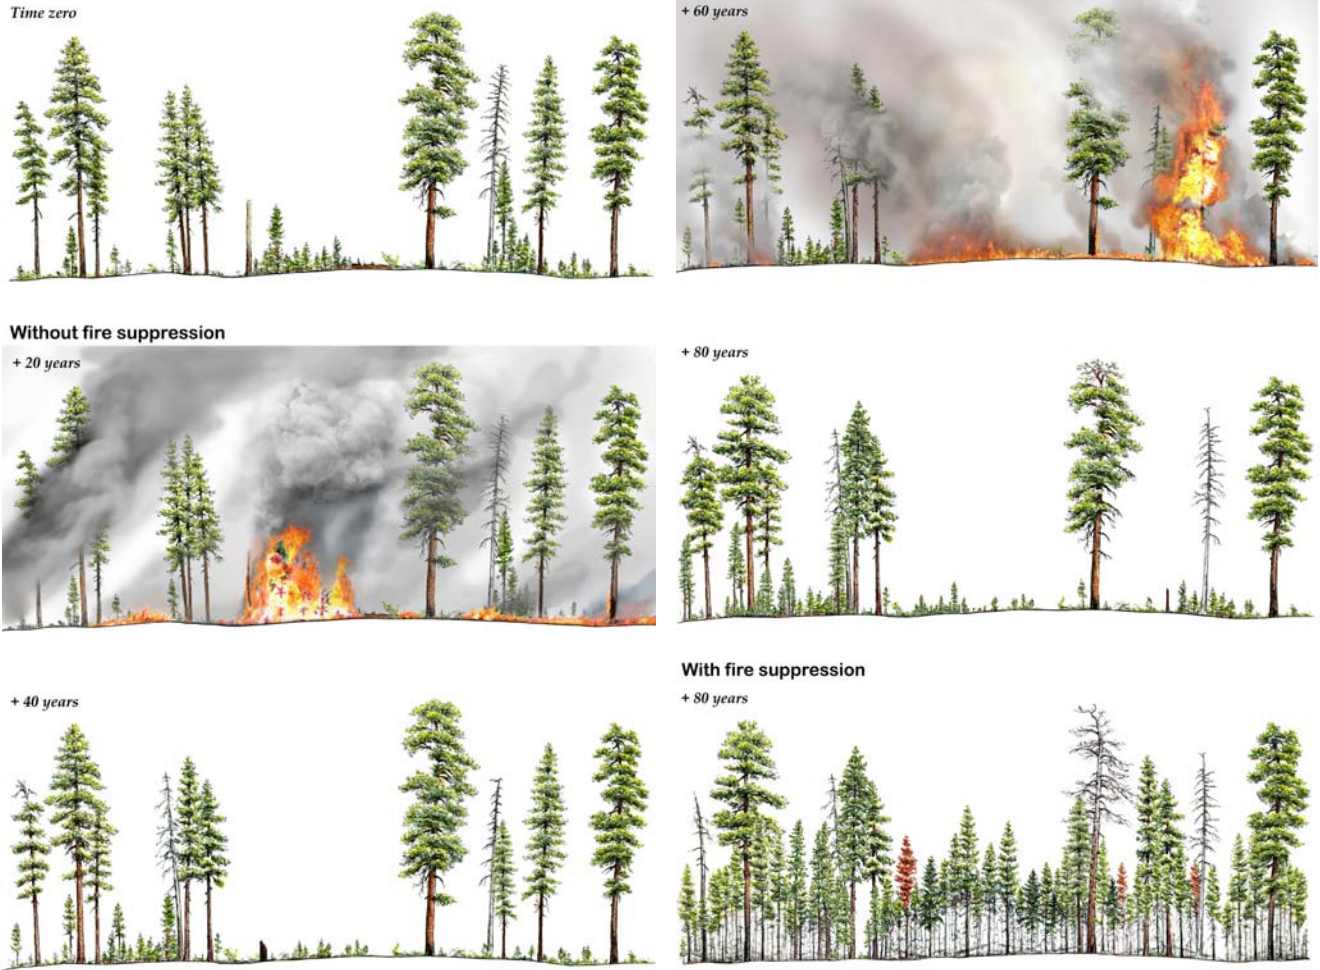 Time zero
Without fire suppression
+ 20 years
+ 40 years
+ 60 years
+ 80 years
With fire suppression
+ 80 years